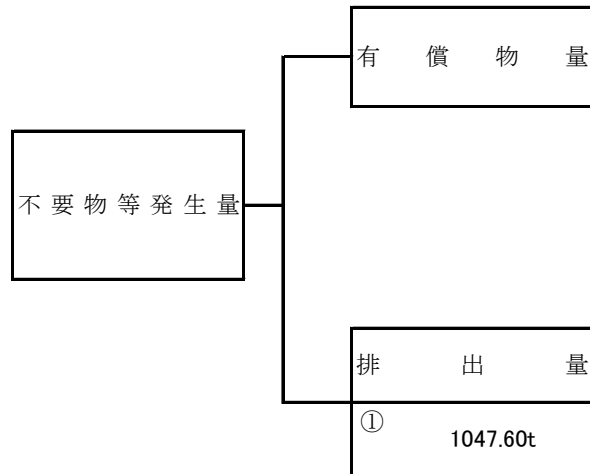 有償物量
不要物等発生量
排出量
①
1047.60t